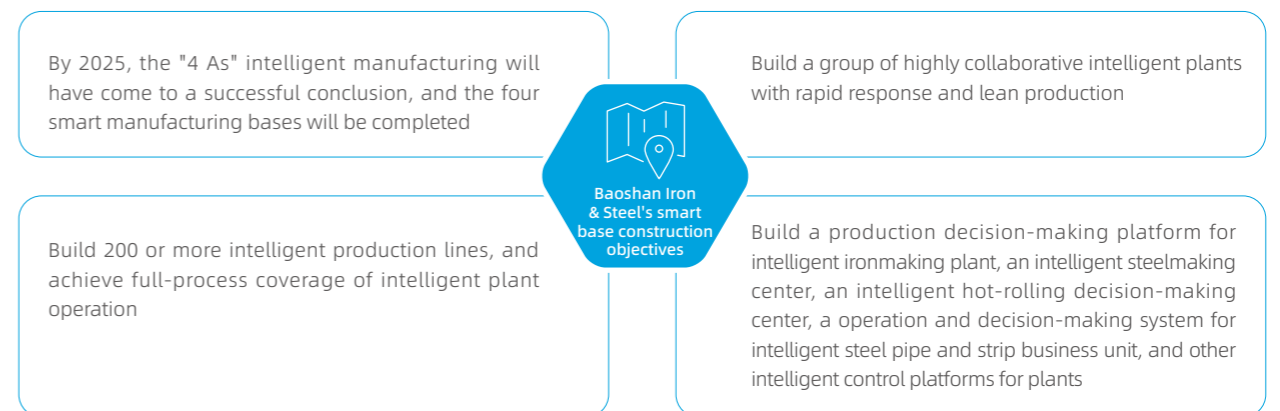 By 2025, the "4 As" intelligent manufacturing will
have come to a successful conclusion, and the four
smart manufacturing bases will be completed
Build a group of highly collaborative intelligent plants
with rapid response and lean production
Baoshan Iron
& Steel's smart
base construction
objectives
Build 200 or more intelligent production lines, and
achieve full-process coverage of intelligent plant
operation
Build a production decision-making platform for
intelligent ironmaking plant, an intelligent steelmaking
center, an intelligent hot-rolling decision-making
center, a operation and decision-making system for
intelligent steel pipe and strip business unit, and other
intelligent control platforms for plants